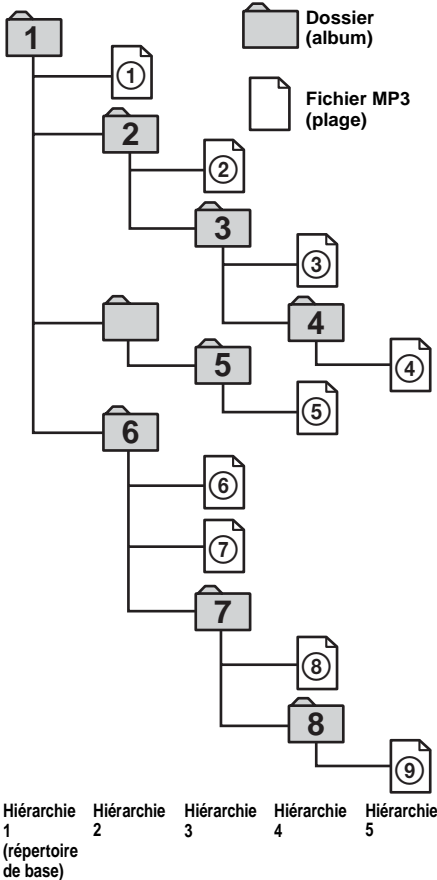 1
Dossier
(album)
①
Fichier MP3
(plage)
2
②
3
③
4
④
5
⑤
6
⑥
⑦
7
⑧
8
⑨
Hiérarchie 1 (répertoire de base)
Hiérarchie 2
Hiérarchie 3
Hiérarchie 4
Hiérarchie 5